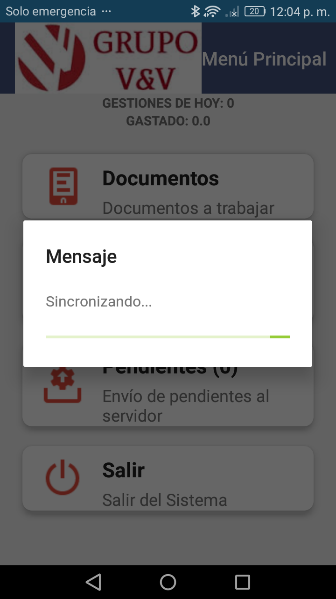 Solo emergencia ··· 20 12:04 p. m.
GRUPO
V&V
Menú Principal
GESTIONES DE HOY: 0
GASTADO: 0.0
Documentos
Documentos a trabajar
Mensaje
Sincronizando...
Pendientes (0)
Envío de pendientes al
servidor
Salir
Salir del Sistema